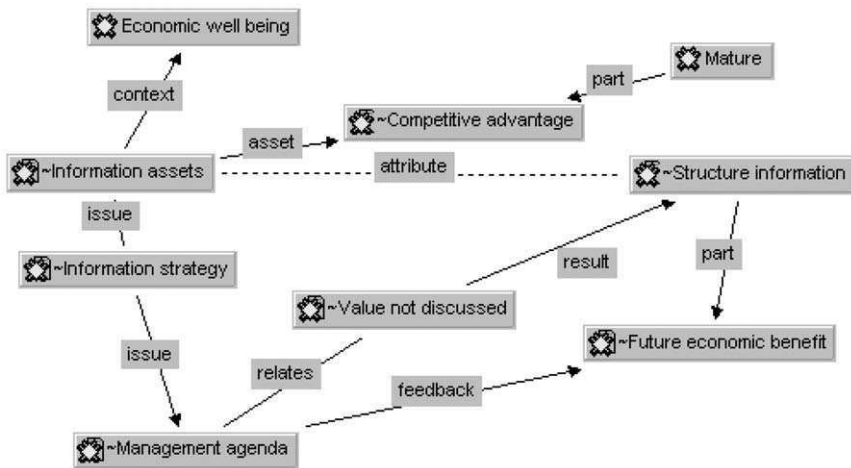 Economic well being
Mature
context
part
~Competitive advantage
asset
~Information assets
attribute
~Structure information
issue
~Information strategy
result
part
~Value not discussed
~Future economic benefit
issue
relates
feedback
~Management agenda